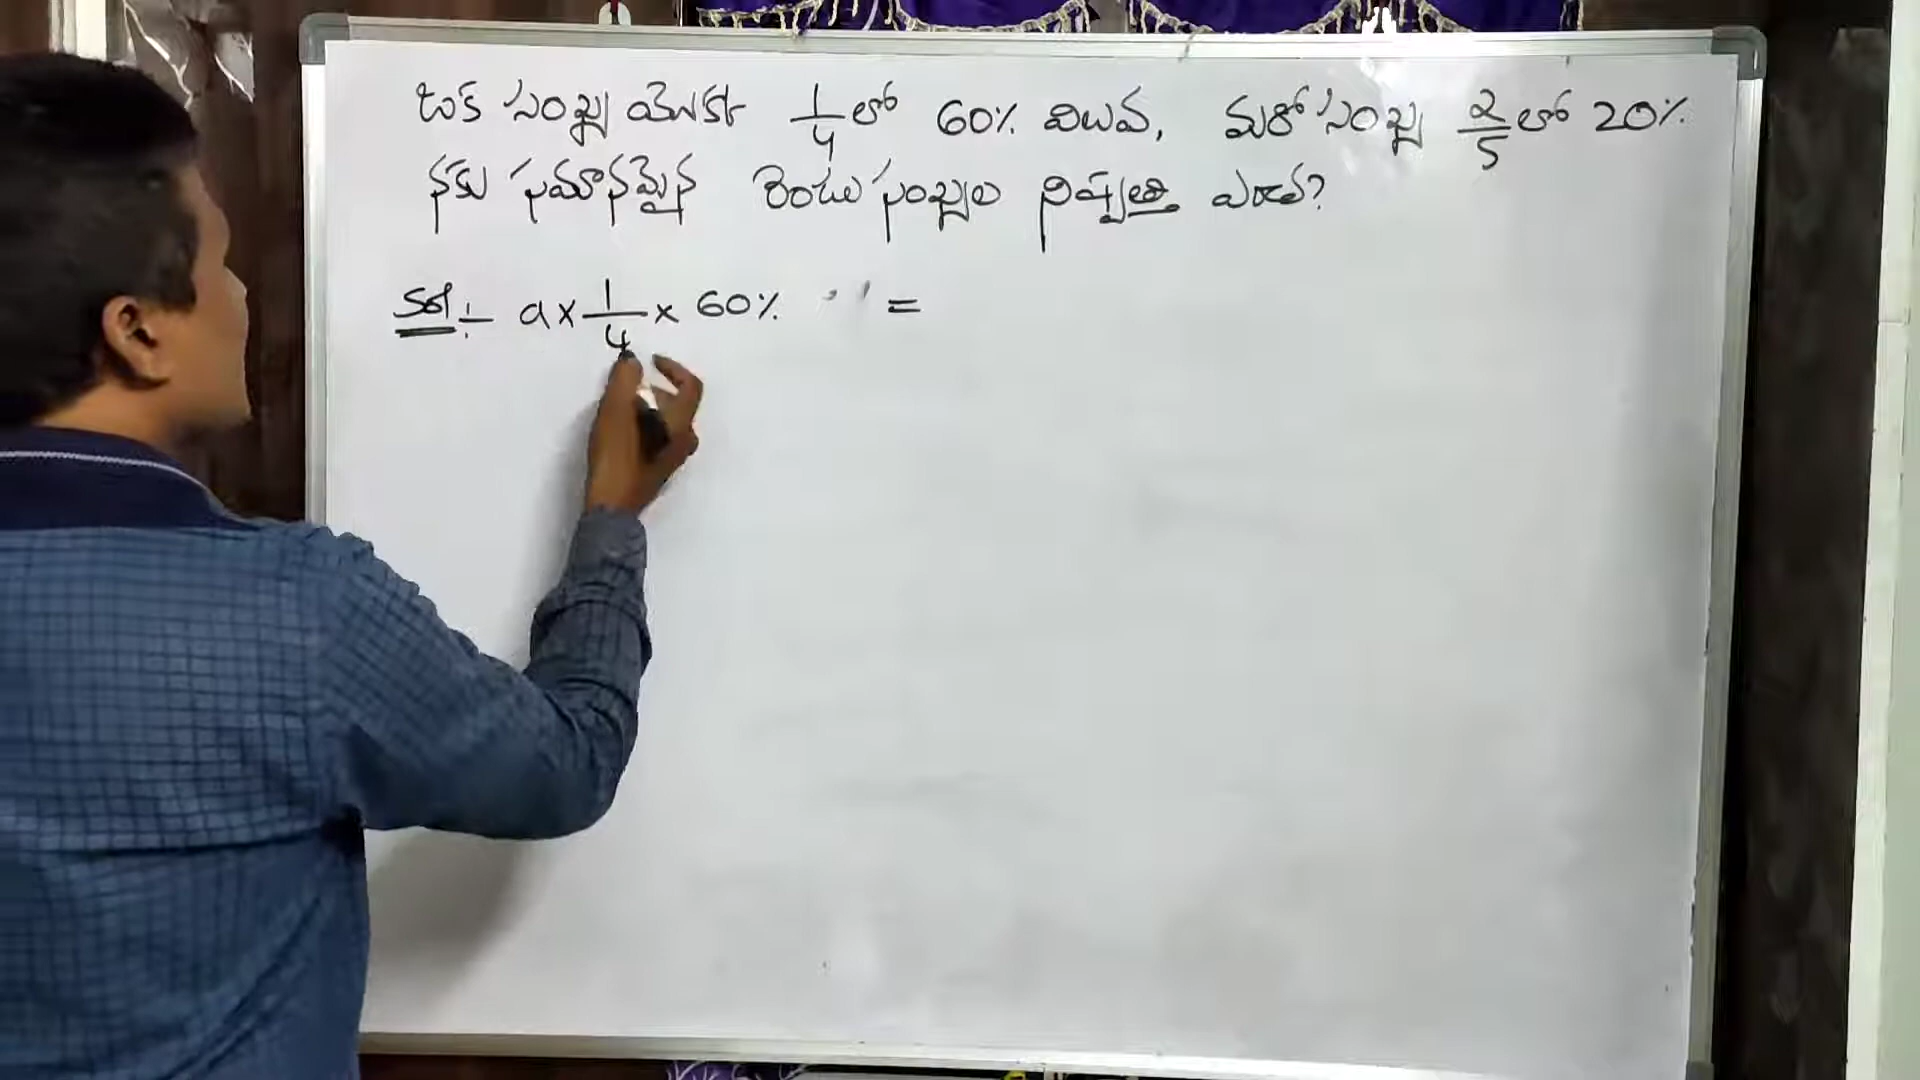 ఒక సంఖ్య యొక్క 1/4 లో 60% విలువ, మరో సంఖ్య 2/5 లో 20%
నకు సమానమైన రెండు సంఖ్యల నిష్పత్తి ఎంత?
Sol:- a x 1/4 x 60% =